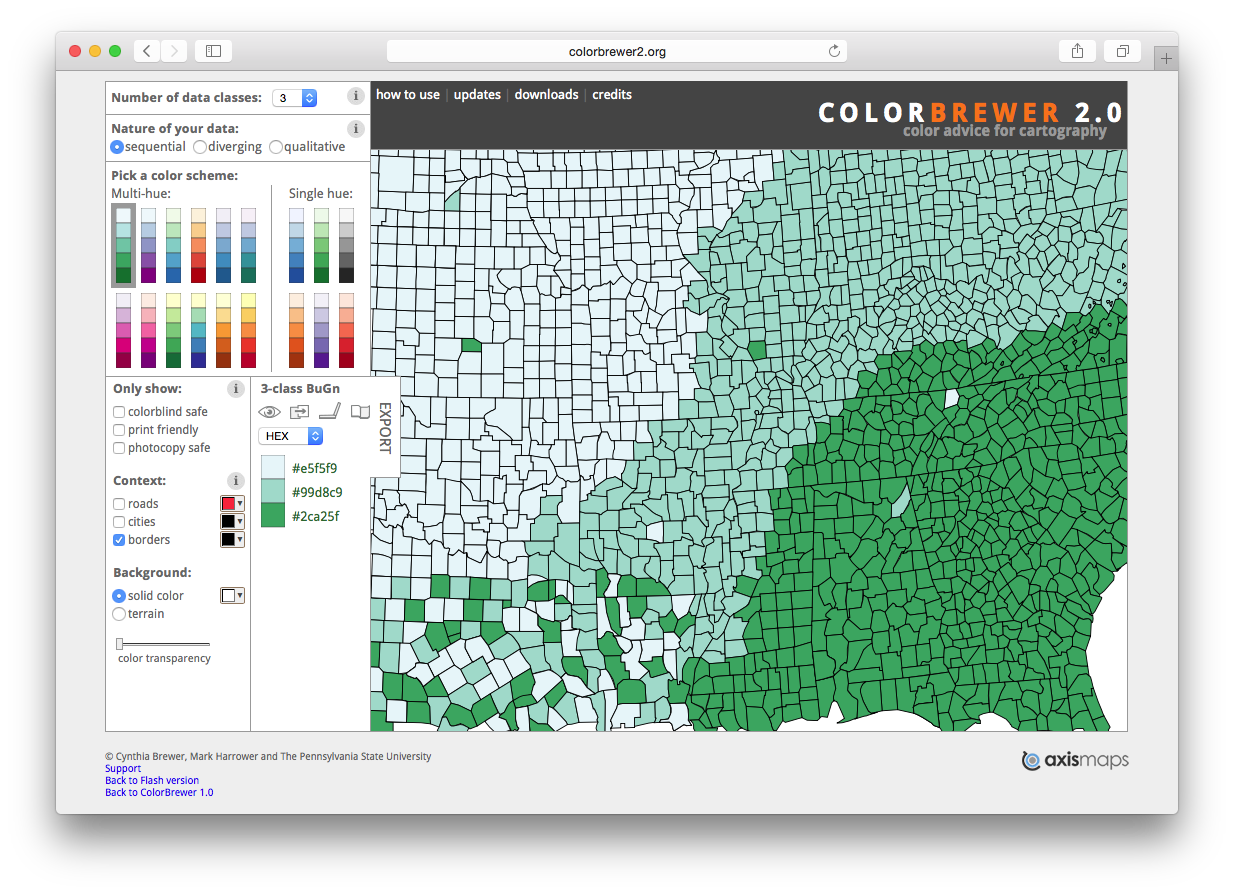 colorbrewer2.org
Number of data classes: 3 i
Nature of your data: i
sequential diverging qualitative
Pick a color scheme:
Multi-hue: Single hue:
Only show: i
colorblind safe
print friendly
photocopy safe
Context: i
roads
cities
borders
Background:
solid color
terrain
color transparency
3-class BuGn
EXPORT
HEX
#e5f5f9
#99d8c9
#2ca25f
how to use | updates | downloads | credits
COLORBREWER 2.0
color advice for cartography
© Cynthia Brewer, Mark Harrower and The Pennsylvania State University
Support
Back to Flash version
Back to ColorBrewer 1.0
axismaps